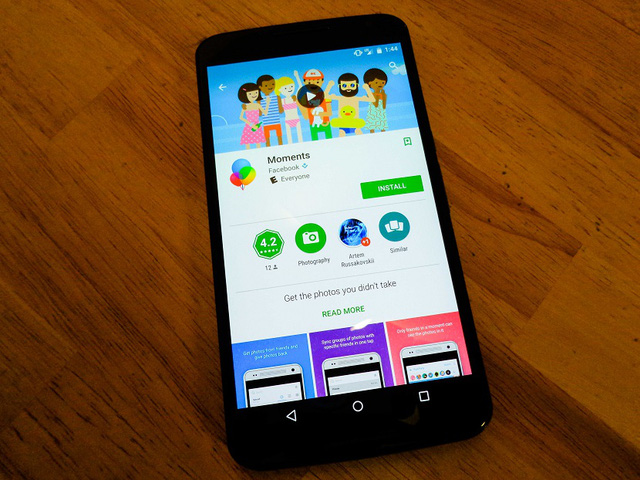 1:44
Moments
Facebook
E Everyone
INSTALL
4.2
12
Photography
+1
Artem
Russakovskii
Similar
Get the photos you didn't take
READ MORE
Get photos from friends and
give photos back.
Sync groups of photos with
specific friends in one tap
Only friends in a moment can
see the photos in it.